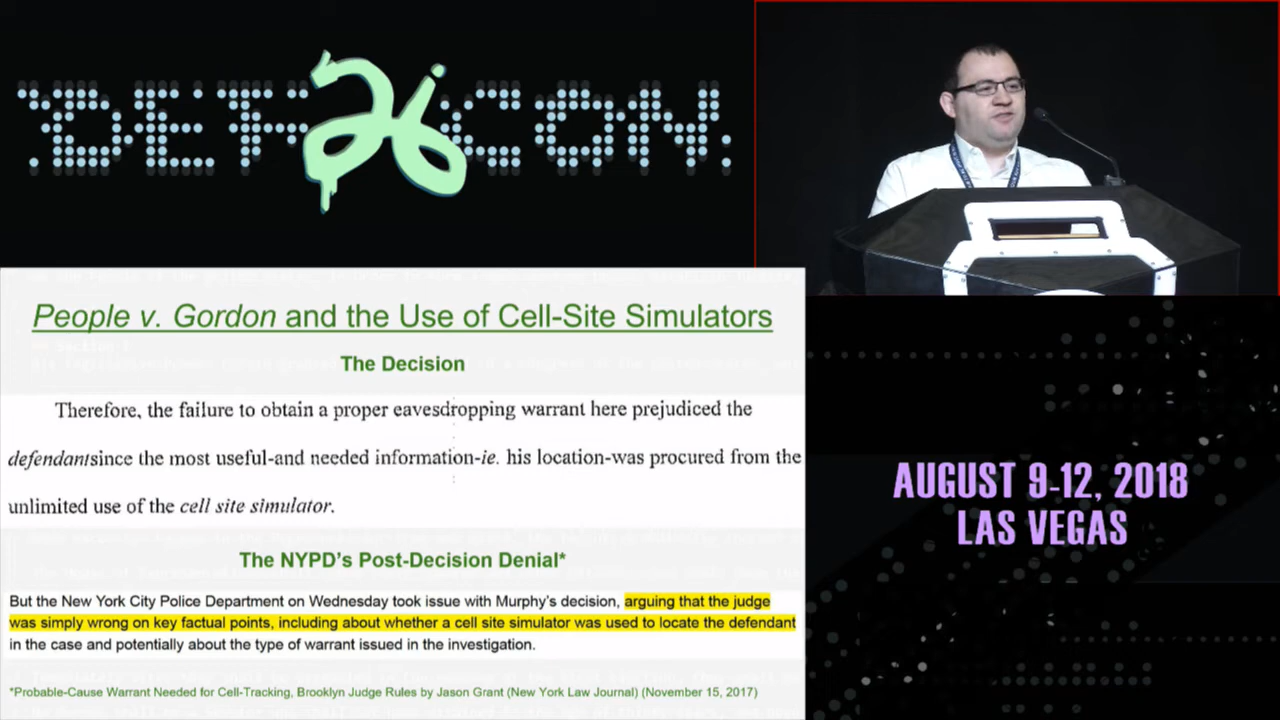 DEF 26 CON
People v. Gordon and the Use of Cell-Site Simulators
The Decision
Therefore, the failure to obtain a proper eavesdropping warrant here prejudiced the
defendantsince the most useful-and needed information-ie. his location-was procured from the
unlimited use of the cell site simulator.
The NYPD's Post-Decision Denial*
But the New York City Police Department on Wednesday took issue with Murphy's decision, arguing that the judge
was simply wrong on key factual points, including about whether a cell site simulator was used to locate the defendant
in the case and potentially about the type of warrant issued in the investigation.
*Probable-Cause Warrant Needed for Cell-Tracking, Brooklyn Judge Rules by Jason Grant (New York Law Journal) (November 15, 2017)
AUGUST 9-12, 2018
LAS VEGAS